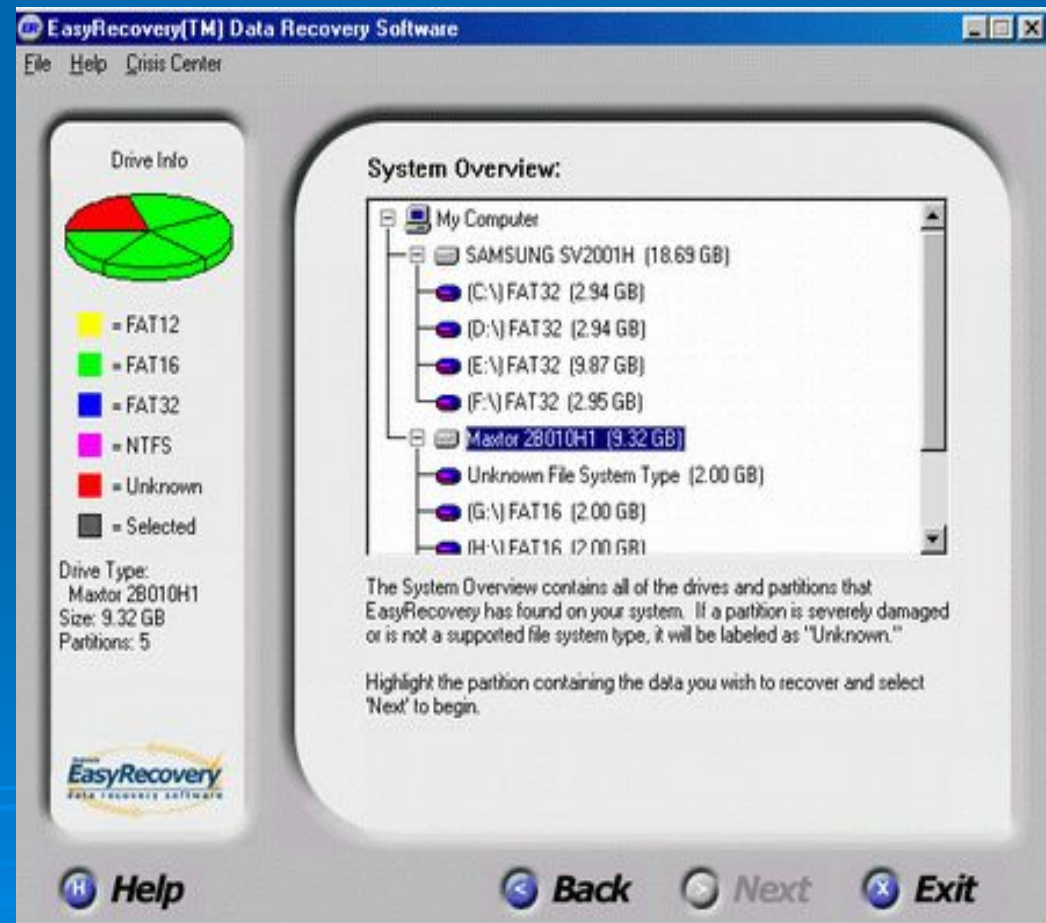 EasyRecovery(TM) Data Recovery Software
File Help Crisis Center
Drive Info
= FAT12
= FAT16
= FAT32
= NTFS
= Unknown
= Selected
Drive Type:
Maxtor 2B010H1
Size: 9.32 GB
Partitions: 5
EasyRecovery
data recovery software
System Overview:
My Computer
SAMSUNG SV2001H (18.69 GB)
(C:\) FAT32 (2.94 GB)
(D:\) FAT32 (2.94 GB)
(E:\) FAT32 (9.87 GB)
(F:\) FAT32 (2.95 GB)
Maxtor 2B010H1 (9.32 GB)
Unknown File System Type (2.00 GB)
(G:\) FAT16 (2.00 GB)
(H:\) FAT16 (2.00 GB)
The System Overview contains all of the drives and partitions that
EasyRecovery has found on your system. If a partition is severely damaged
or is not a supported file system type, it will be labeled as "Unknown."
Highlight the partition containing the data you wish to recover and select
'Next' to begin.
H Help
< Back
> Next
X Exit